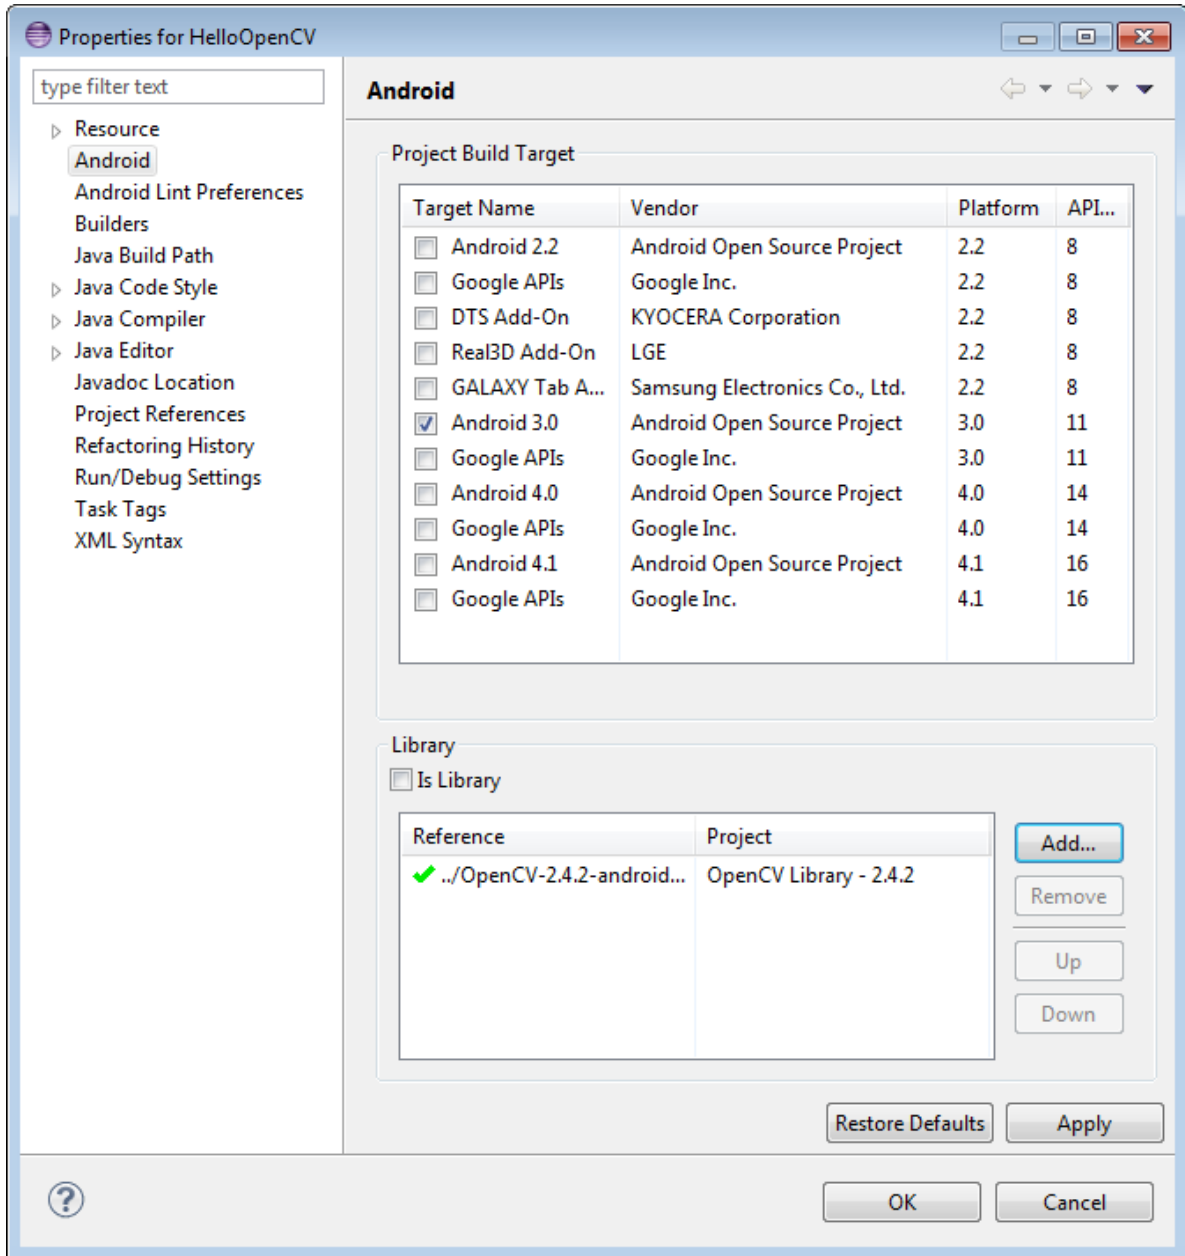 Properties for HelloOpenCV
type filter text
Resource
Android
Android Lint Preferences
Builders
Java Build Path
Java Code Style
Java Compiler
Java Editor
Javadoc Location
Project References
Refactoring History
Run/Debug Settings
Task Tags
XML Syntax
Android
Project Build Target
Target Name Vendor Platform API...
Android 2.2 Android Open Source Project 2.2 8
Google APIs Google Inc. 2.2 8
DTS Add-On KYOCERA Corporation 2.2 8
Real3D Add-On LGE 2.2 8
GALAXY Tab A... Samsung Electronics Co., Ltd. 2.2 8
Android 3.0 Android Open Source Project 3.0 11
Google APIs Google Inc. 3.0 11
Android 4.0 Android Open Source Project 4.0 14
Google APIs Google Inc. 4.0 14
Android 4.1 Android Open Source Project 4.1 16
Google APIs Google Inc. 4.1 16
Library
Is Library
Reference Project
../OpenCV-2.4.2-android... OpenCV Library - 2.4.2
Add...
Remove
Up
Down
Restore Defaults Apply
? OK Cancel